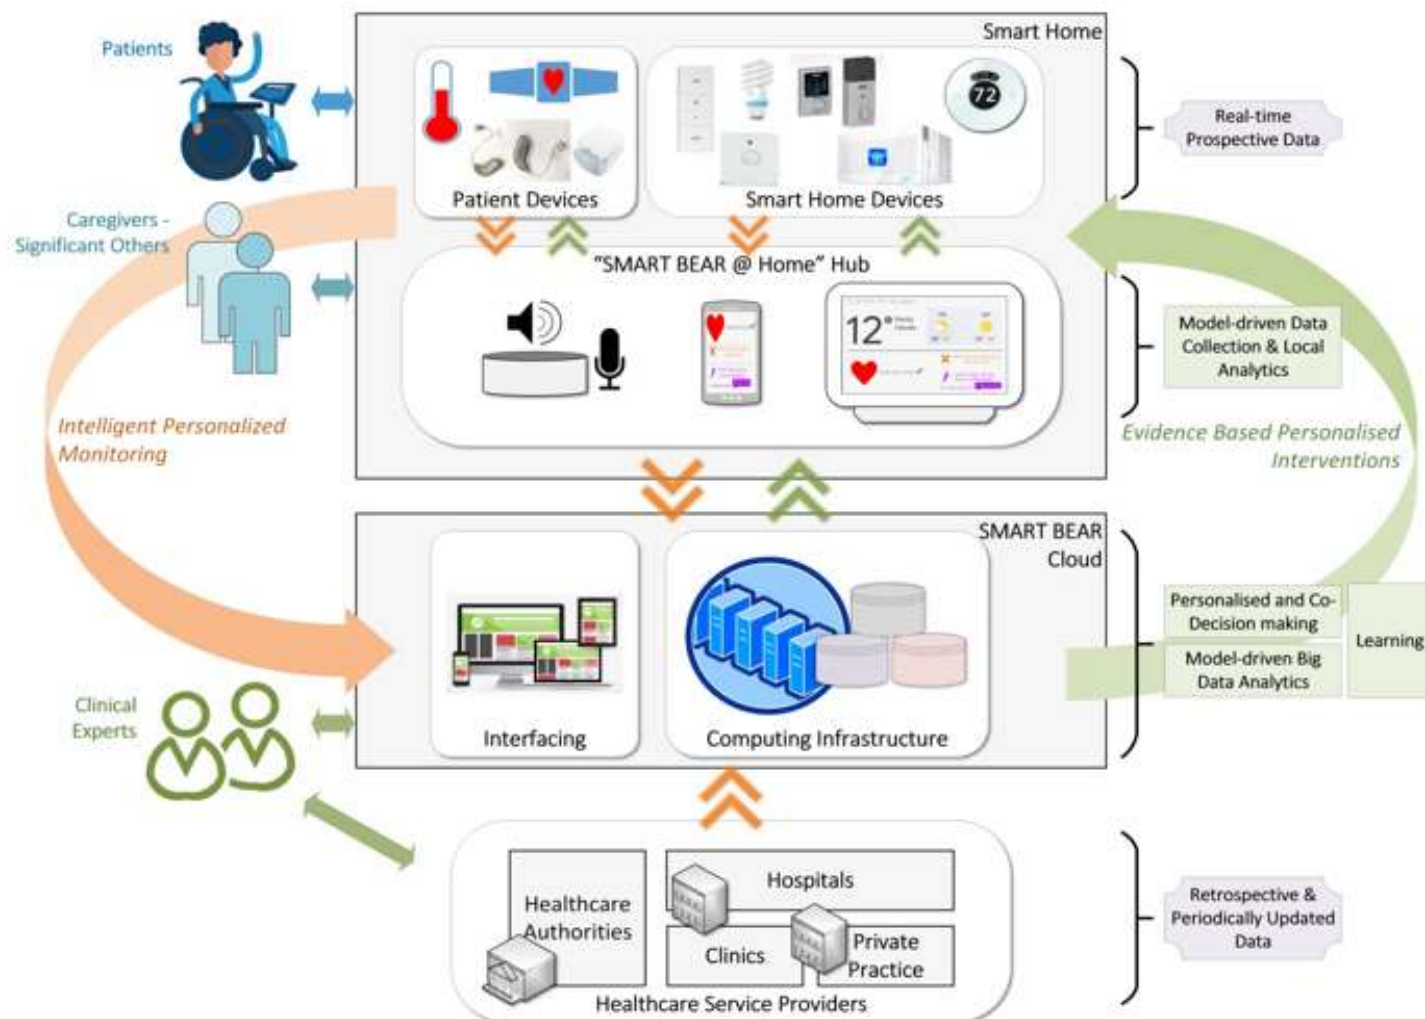 Smart Home
Patients
72
Real-time
Prospective Data
Patient Devices
Smart Home Devices
Caregivers -
Significant Others
"SMART BEAR @ Home" Hub
12
Model-driven Data
Collection & Local
Analytics
Intelligent Personalized
Monitoring
Evidence Based Personalised
Interventions
SMART BEAR
Cloud
Personalised and Co-
Decision making
Learning
Model-driven Big
Data Analytics
Clinical
Experts
Interfacing
Computing Infrastructure
Healthcare
Authorities
Hospitals
Clinics
Private
Practice
Healthcare Service Providers
Retrospective &
Periodically Updated
Data